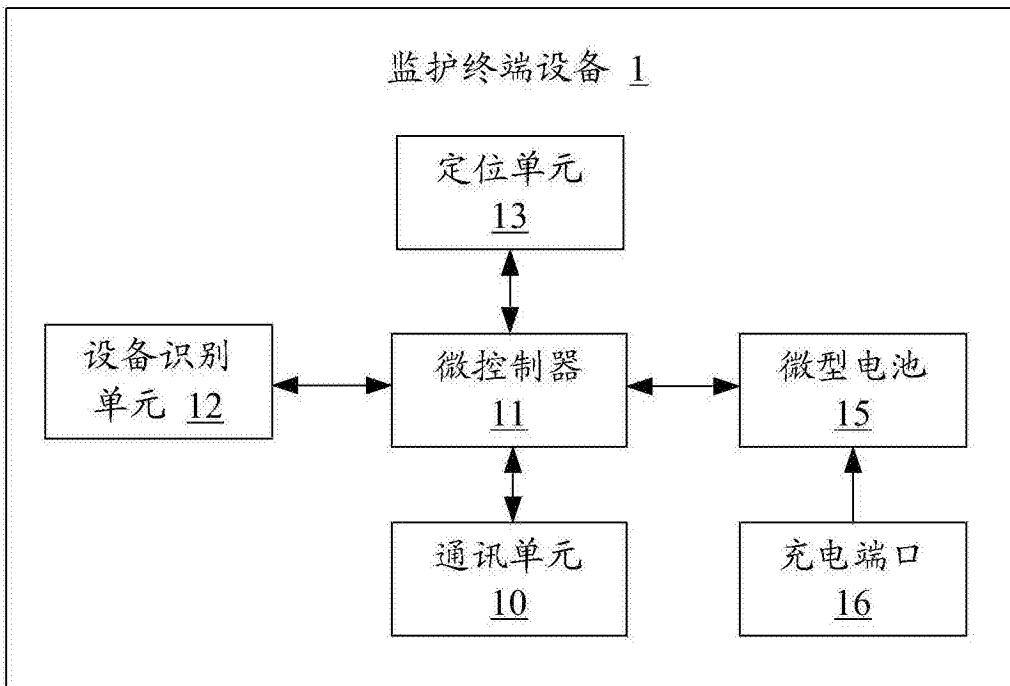 监护终端设备 1
定位单元
13
设备识别
单元 12
微控制器
11
微型电池
15
通讯单元
10
充电端口
16